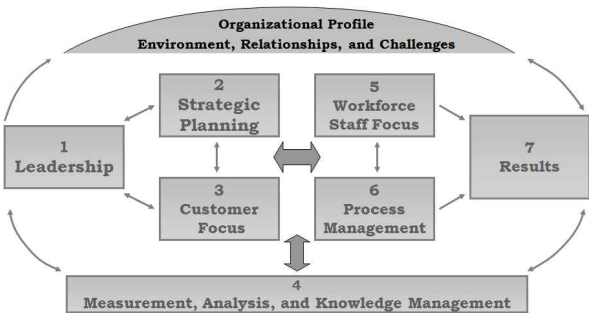 Organizational Profile
Environment, Relationships, and Challenges
1
Leadership
2
Strategic
Planning
3
Customer
Focus
5
Workforce
Staff Focus
6
Process
Management
7
Results
4
Measurement, Analysis, and Knowledge Management